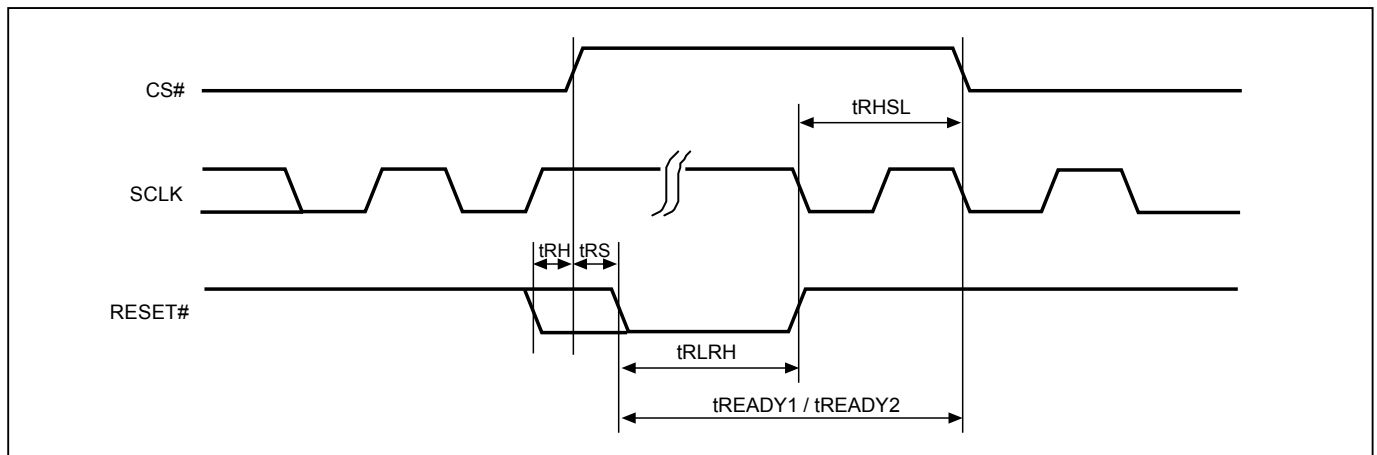 CS#
tRHSL
SCLK
tRH tRS
RESET#
tRLRH
tREADY1 / tREADY2